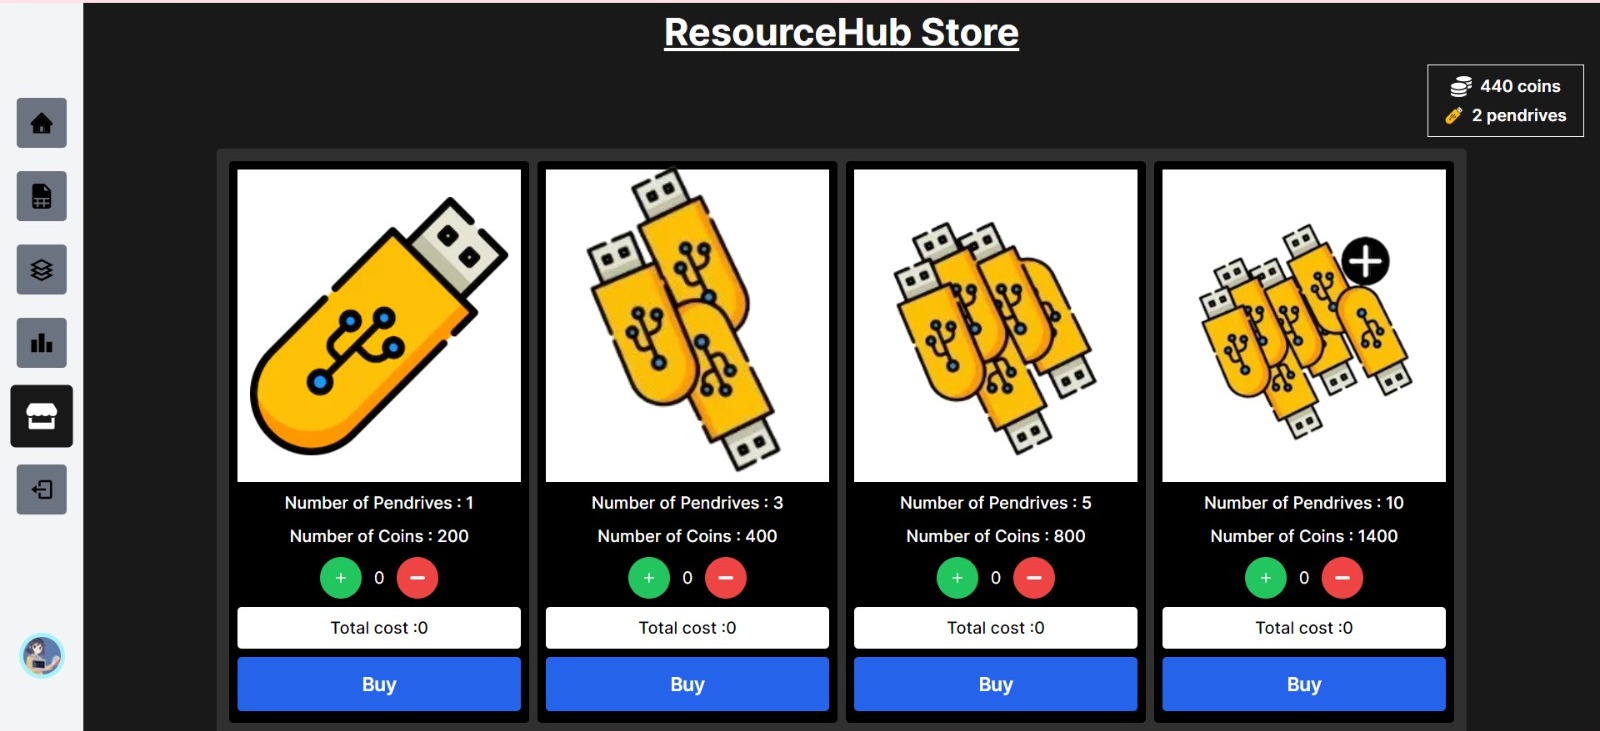 ResourceHub Store
440 coins
2 pendrives
Number of Pendrives : 1
Number of Coins : 200
+ 0 −
Total cost :0
Buy
Number of Pendrives : 3
Number of Coins : 400
+ 0 −
Total cost :0
Buy
Number of Pendrives : 5
Number of Coins : 800
+ 0 −
Total cost :0
Buy
Number of Pendrives : 10
Number of Coins : 1400
+ 0 −
Total cost :0
Buy